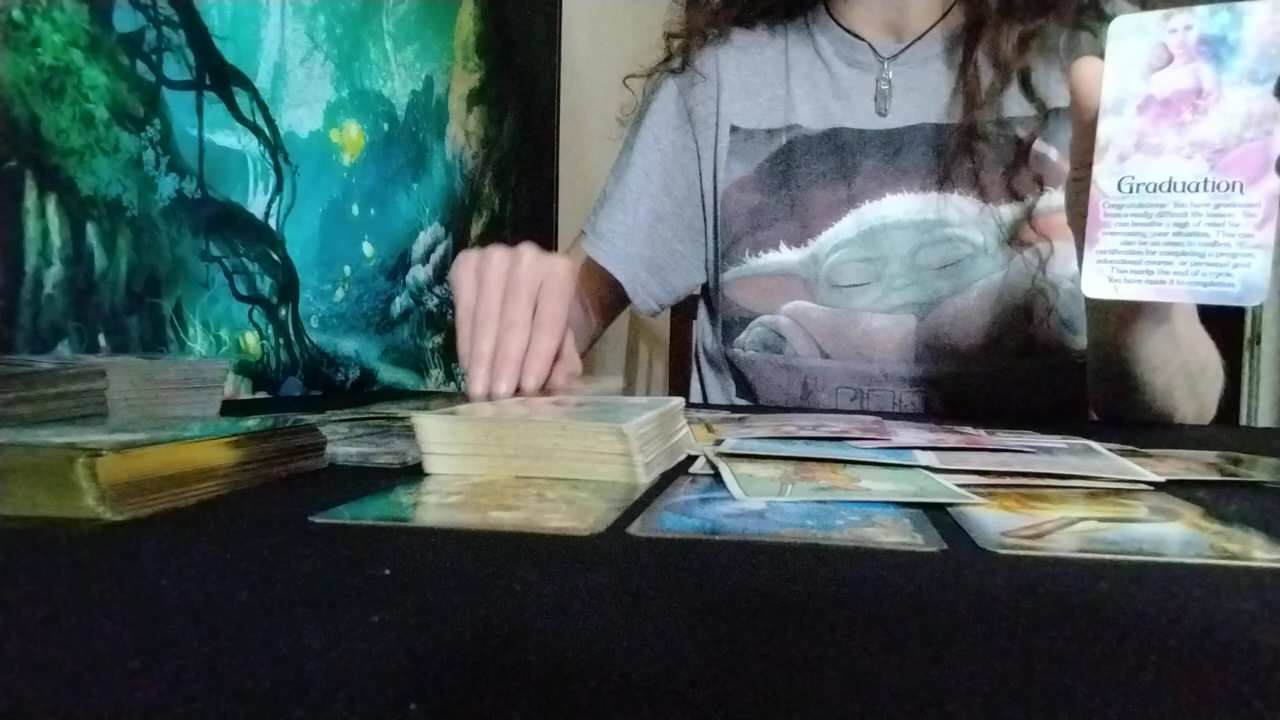 Graduation
Congratulations! You have graduated
from a really difficult life lesson. You
can breathe a sigh of relief for
overcoming your situation. This can
also be an omen to confirm
certification for completing a program,
educational course, or personal goal.
This marks the end of a cycle.
You have made it to completion.